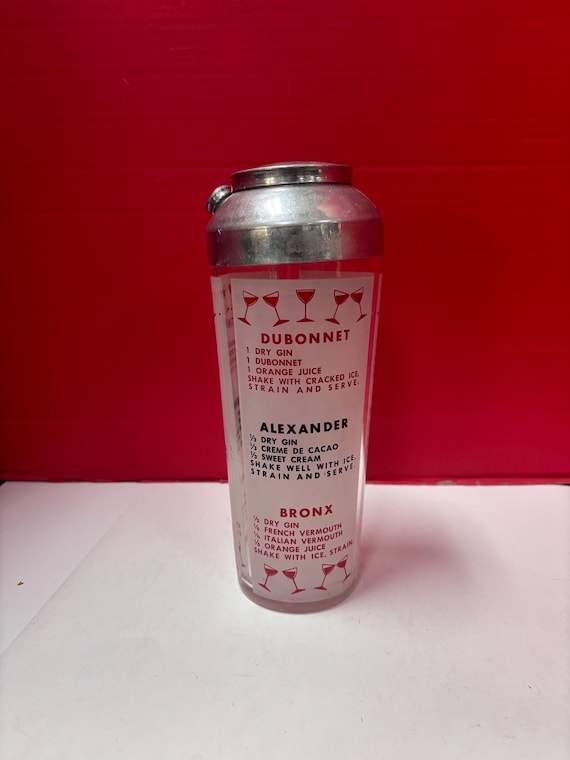 DUBONNET
1 DRY GIN
1 DUBONNET
1 ORANGE JUICE
SHAKE WITH CRACKED ICE,
STRAIN AND SERVE.
ALEXANDER
⅓ DRY GIN
⅓ CREME DE CACAO
⅓ SWEET CREAM
SHAKE WELL WITH ICE,
STRAIN AND SERVE.
BRONX
DRY GIN
FRENCH VERMOUTH
ITALIAN VERMOUTH
ORANGE JUICE
SHAKE WITH ICE, STRAIN.